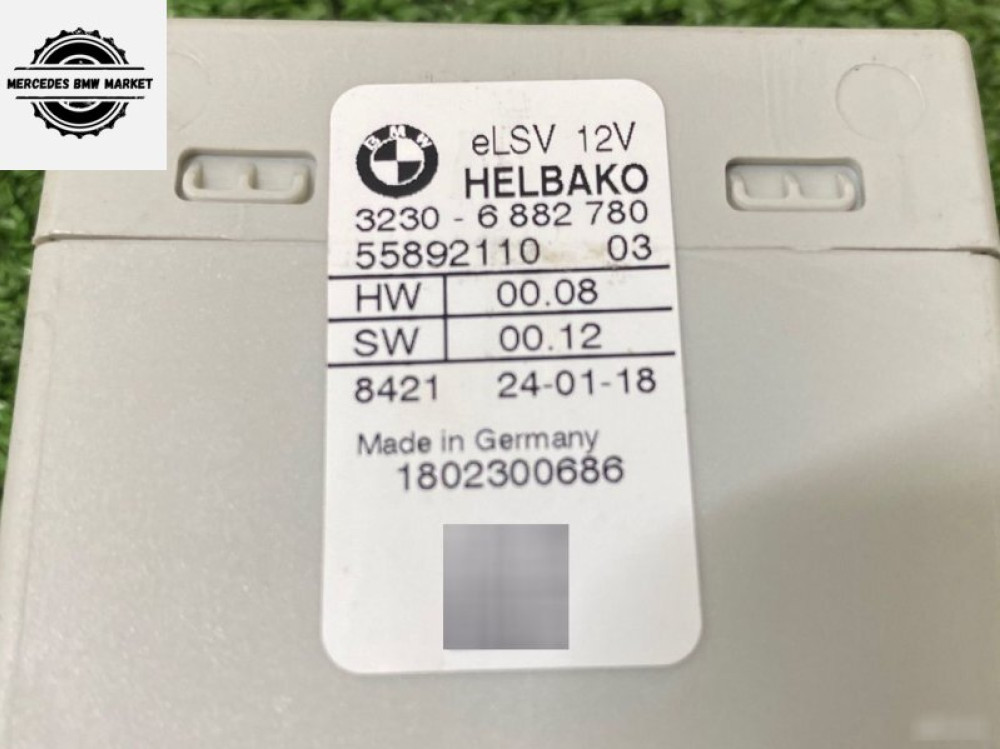 MERCEDES BMW MARKET
BMW
eLSV 12V
HELBAKO
3230 - 6 882 780
55892110 03
HW 00.08
SW 00.12
8421 24-01-18
Made in Germany
1802300686